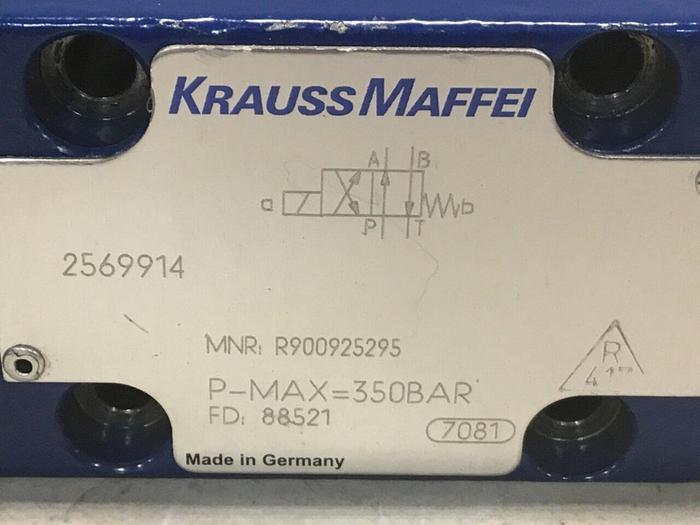 KRAUSSMAFFEI
A B
a b
P T
2569914
MNR: R900925295
P-MAX=350BAR
FD: 88521
7081
R
Made in Germany